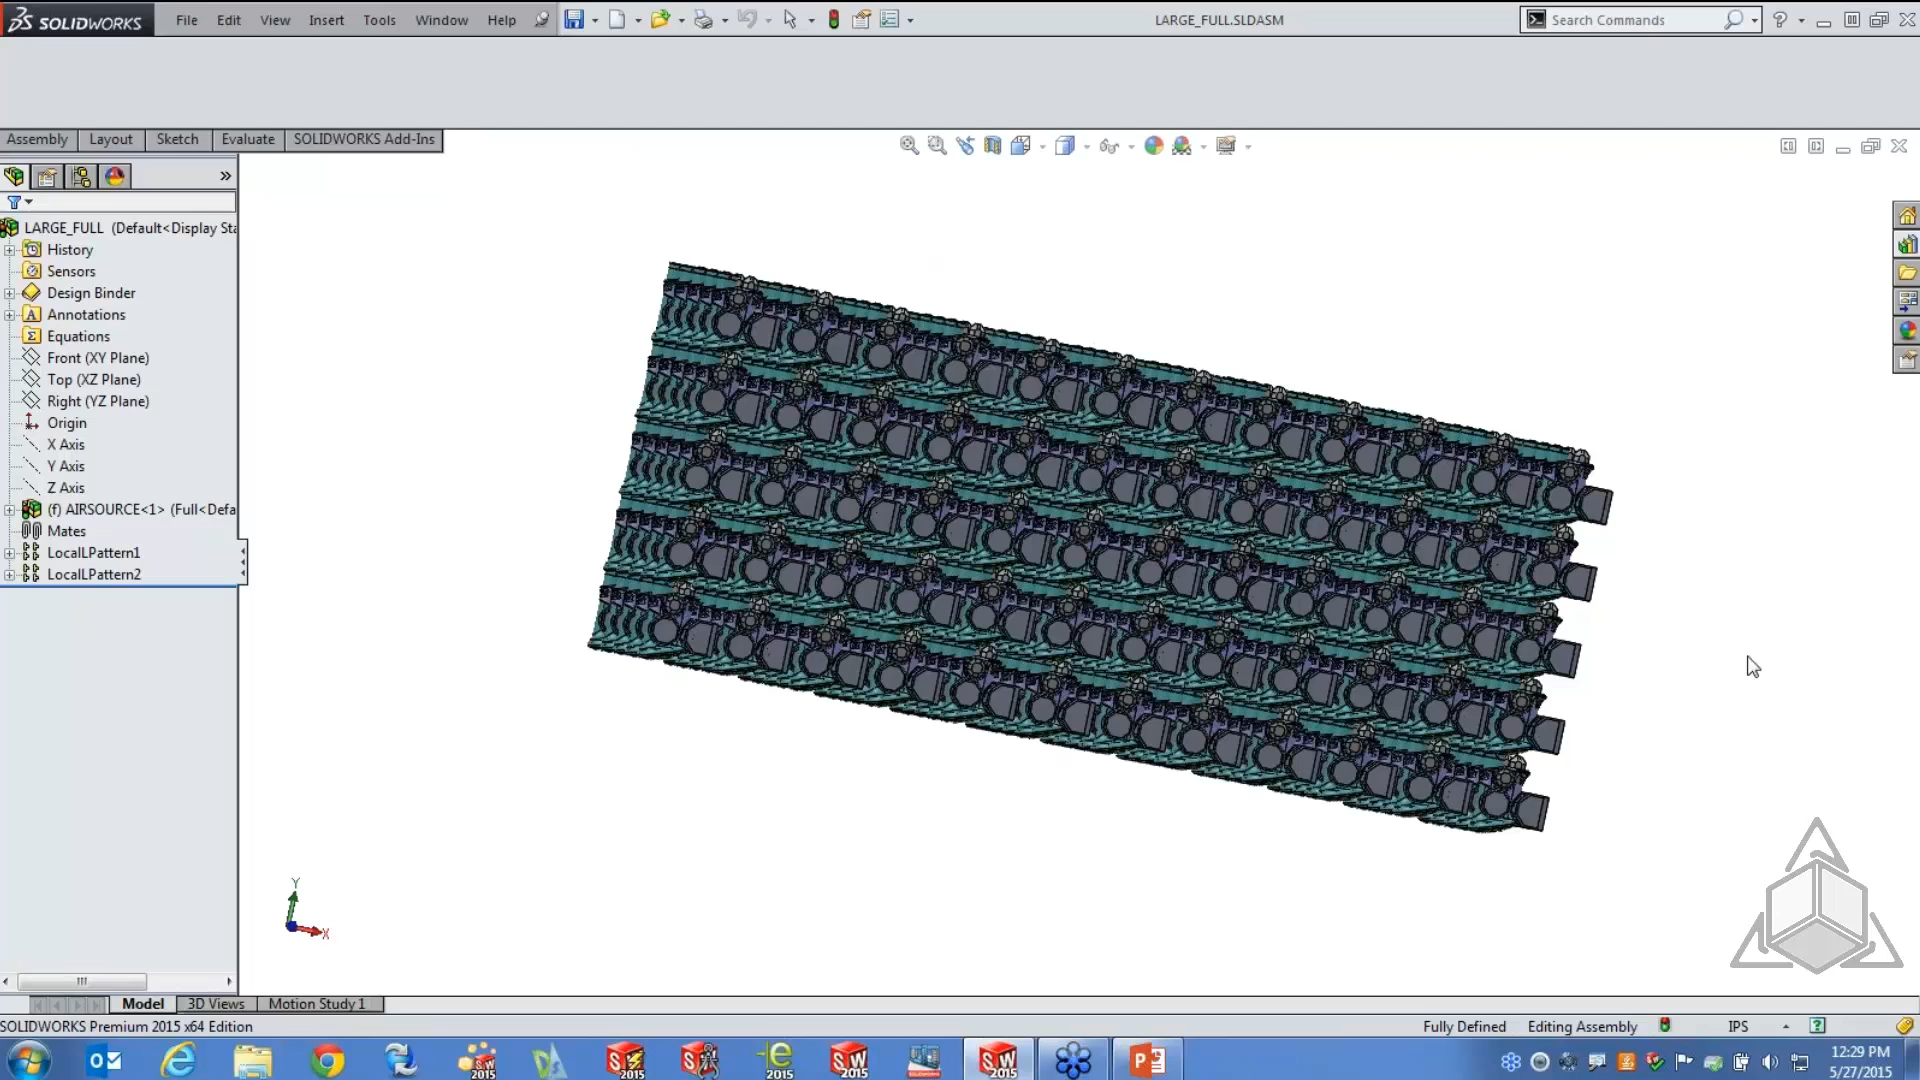 SOLIDWORKS File Edit View Insert Tools Window Help LARGE_FULL.SLDASM Search Commands
Assembly Layout Sketch Evaluate SOLIDWORKS Add-Ins
LARGE_FULL (Default<Display Sta
History
Sensors
Design Binder
Annotations
Equations
Front (XY Plane)
Top (XZ Plane)
Right (YZ Plane)
Origin
X Axis
Y Axis
Z Axis
(f) AIRSOURCE<1> (Full<Defa
Mates
LocalLPattern1
LocalLPattern2
Y
X
Model 3D Views Motion Study 1
SOLIDWORKS Premium 2015 x64 Edition Fully Defined Editing Assembly IPS
12:29 PM
5/27/2015